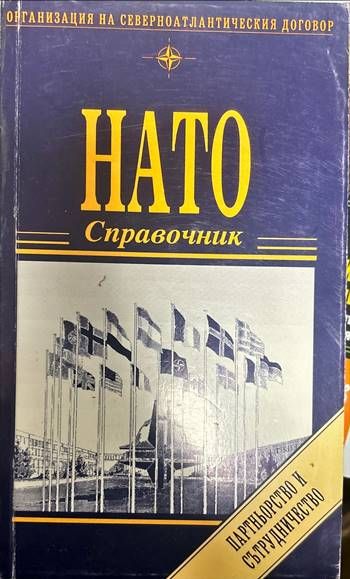 ОРГАНИЗАЦИЯ НА СЕВЕРНОАТЛАНТИЧЕСКИЯ ДОГОВОР
НАТО
Справочник
ПАРТНЬОРСТВО И
СЪТРУДНИЧЕСТВО